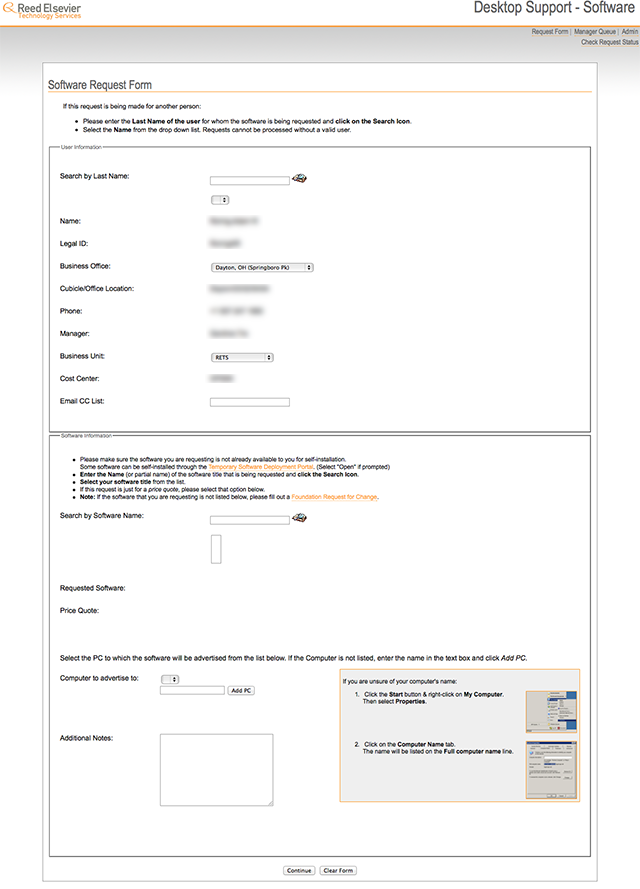 Reed Elsevier
Technology Services
Desktop Support - Software
Request Form | Manager Queue | Admin
Check Request Status
Software Request Form
If this request is being made for another person:
• Please enter the Last Name of the user for whom the software is being requested and click on the Search Icon.
• Select the Name from the drop down list. Requests cannot be processed without a valid user.
User Information
Search by Last Name:
Name:
Legal ID:
Business Office: Dayton, OH (Springboro Pk)
Cubicle/Office Location:
Phone:
Manager:
Business Unit: RETS
Cost Center:
Email CC List:
Software Information
• Please make sure the software you are requesting is not already available to you for self-installation.
Some software can be self-installed through the Temporary Software Deployment Portal. (Select "Open" if prompted)
• Enter the Name (or partial name) of the software title that is being requested and click the Search Icon.
• Select your software title from the list.
• If this request is just for a price quote, please select that option below.
• Note: If the software that you are requesting is not listed below, please fill out a Foundation Request for Change.
Search by Software Name:
Requested Software:
Price Quote:
Select the PC to which the software will be advertised from the list below. If the Computer is not listed, enter the name in the text box and click Add PC.
Computer to advertise to:
Add PC
If you are unsure of your computer's name:
1. Click the Start button & right-click on My Computer.
Then select Properties.
2. Click on the Computer Name tab.
The name will be listed on the Full computer name line.
Additional Notes:
Continue Clear Form